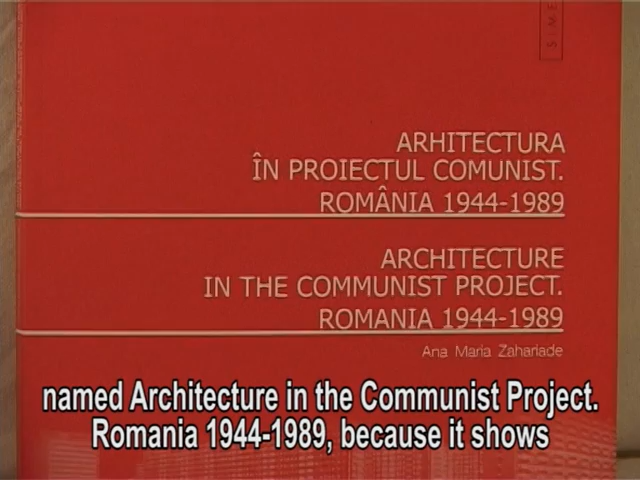 SIME
ARHITECTURA
ÎN PROIECTUL COMUNIST.
ROMÂNIA 1944-1989
ARCHITECTURE
IN THE COMMUNIST PROJECT.
ROMANIA 1944-1989
Ana Maria Zahariade
named Architecture in the Communist Project.
Romania 1944-1989, because it shows